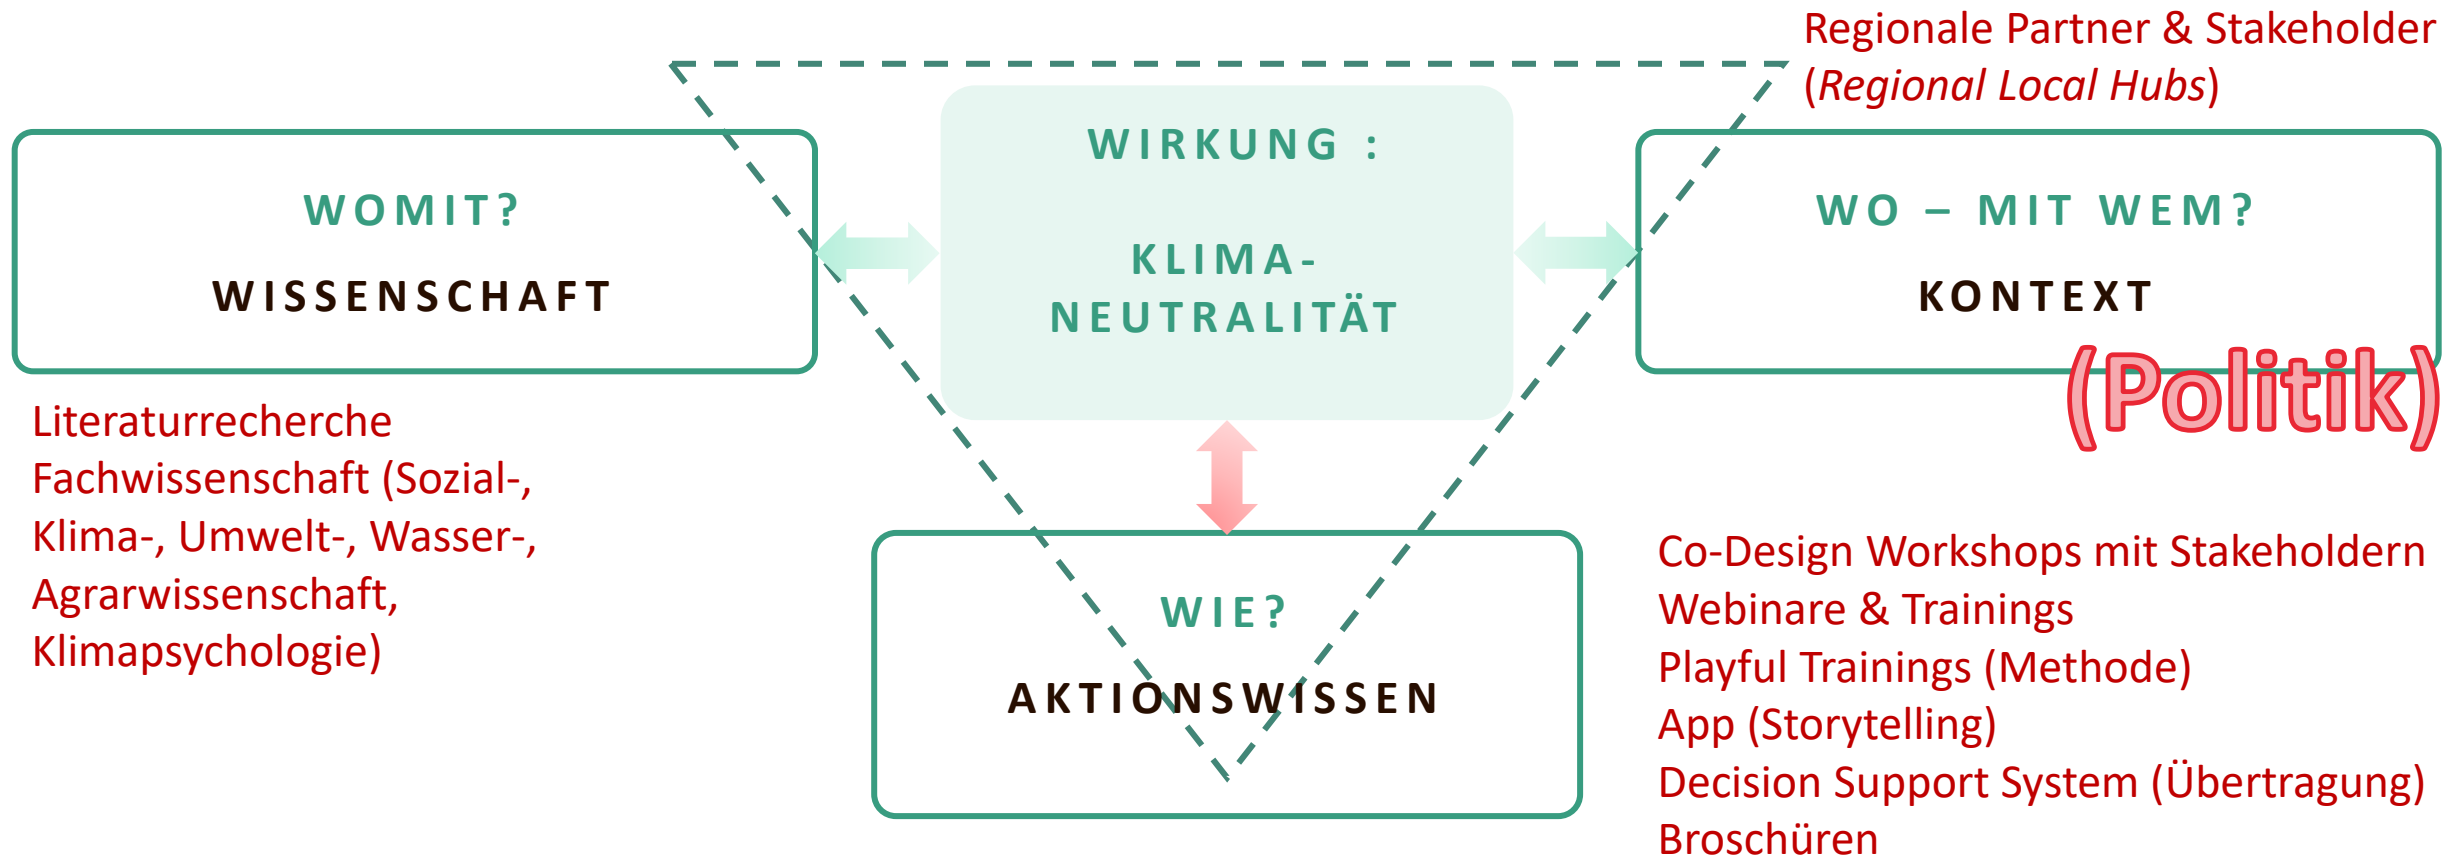 Regionale Partner & Stakeholder
(Regional Local Hubs)
WIRKUNG :
KLIMA-
NEUTRALITÄT
WOMIT?
WISSENSCHAFT
WO – MIT WEM?
KONTEXT
(Politik)
Literaturrecherche
Fachwissenschaft (Sozial-,
Klima-, Umwelt-, Wasser-,
Agrarwissenschaft,
Klimapsychologie)
WIE?
AKTIONSWISSEN
Co-Design Workshops mit Stakeholdern
Webinare & Trainings
Playful Trainings (Methode)
App (Storytelling)
Decision Support System (Übertragung)
Broschüren